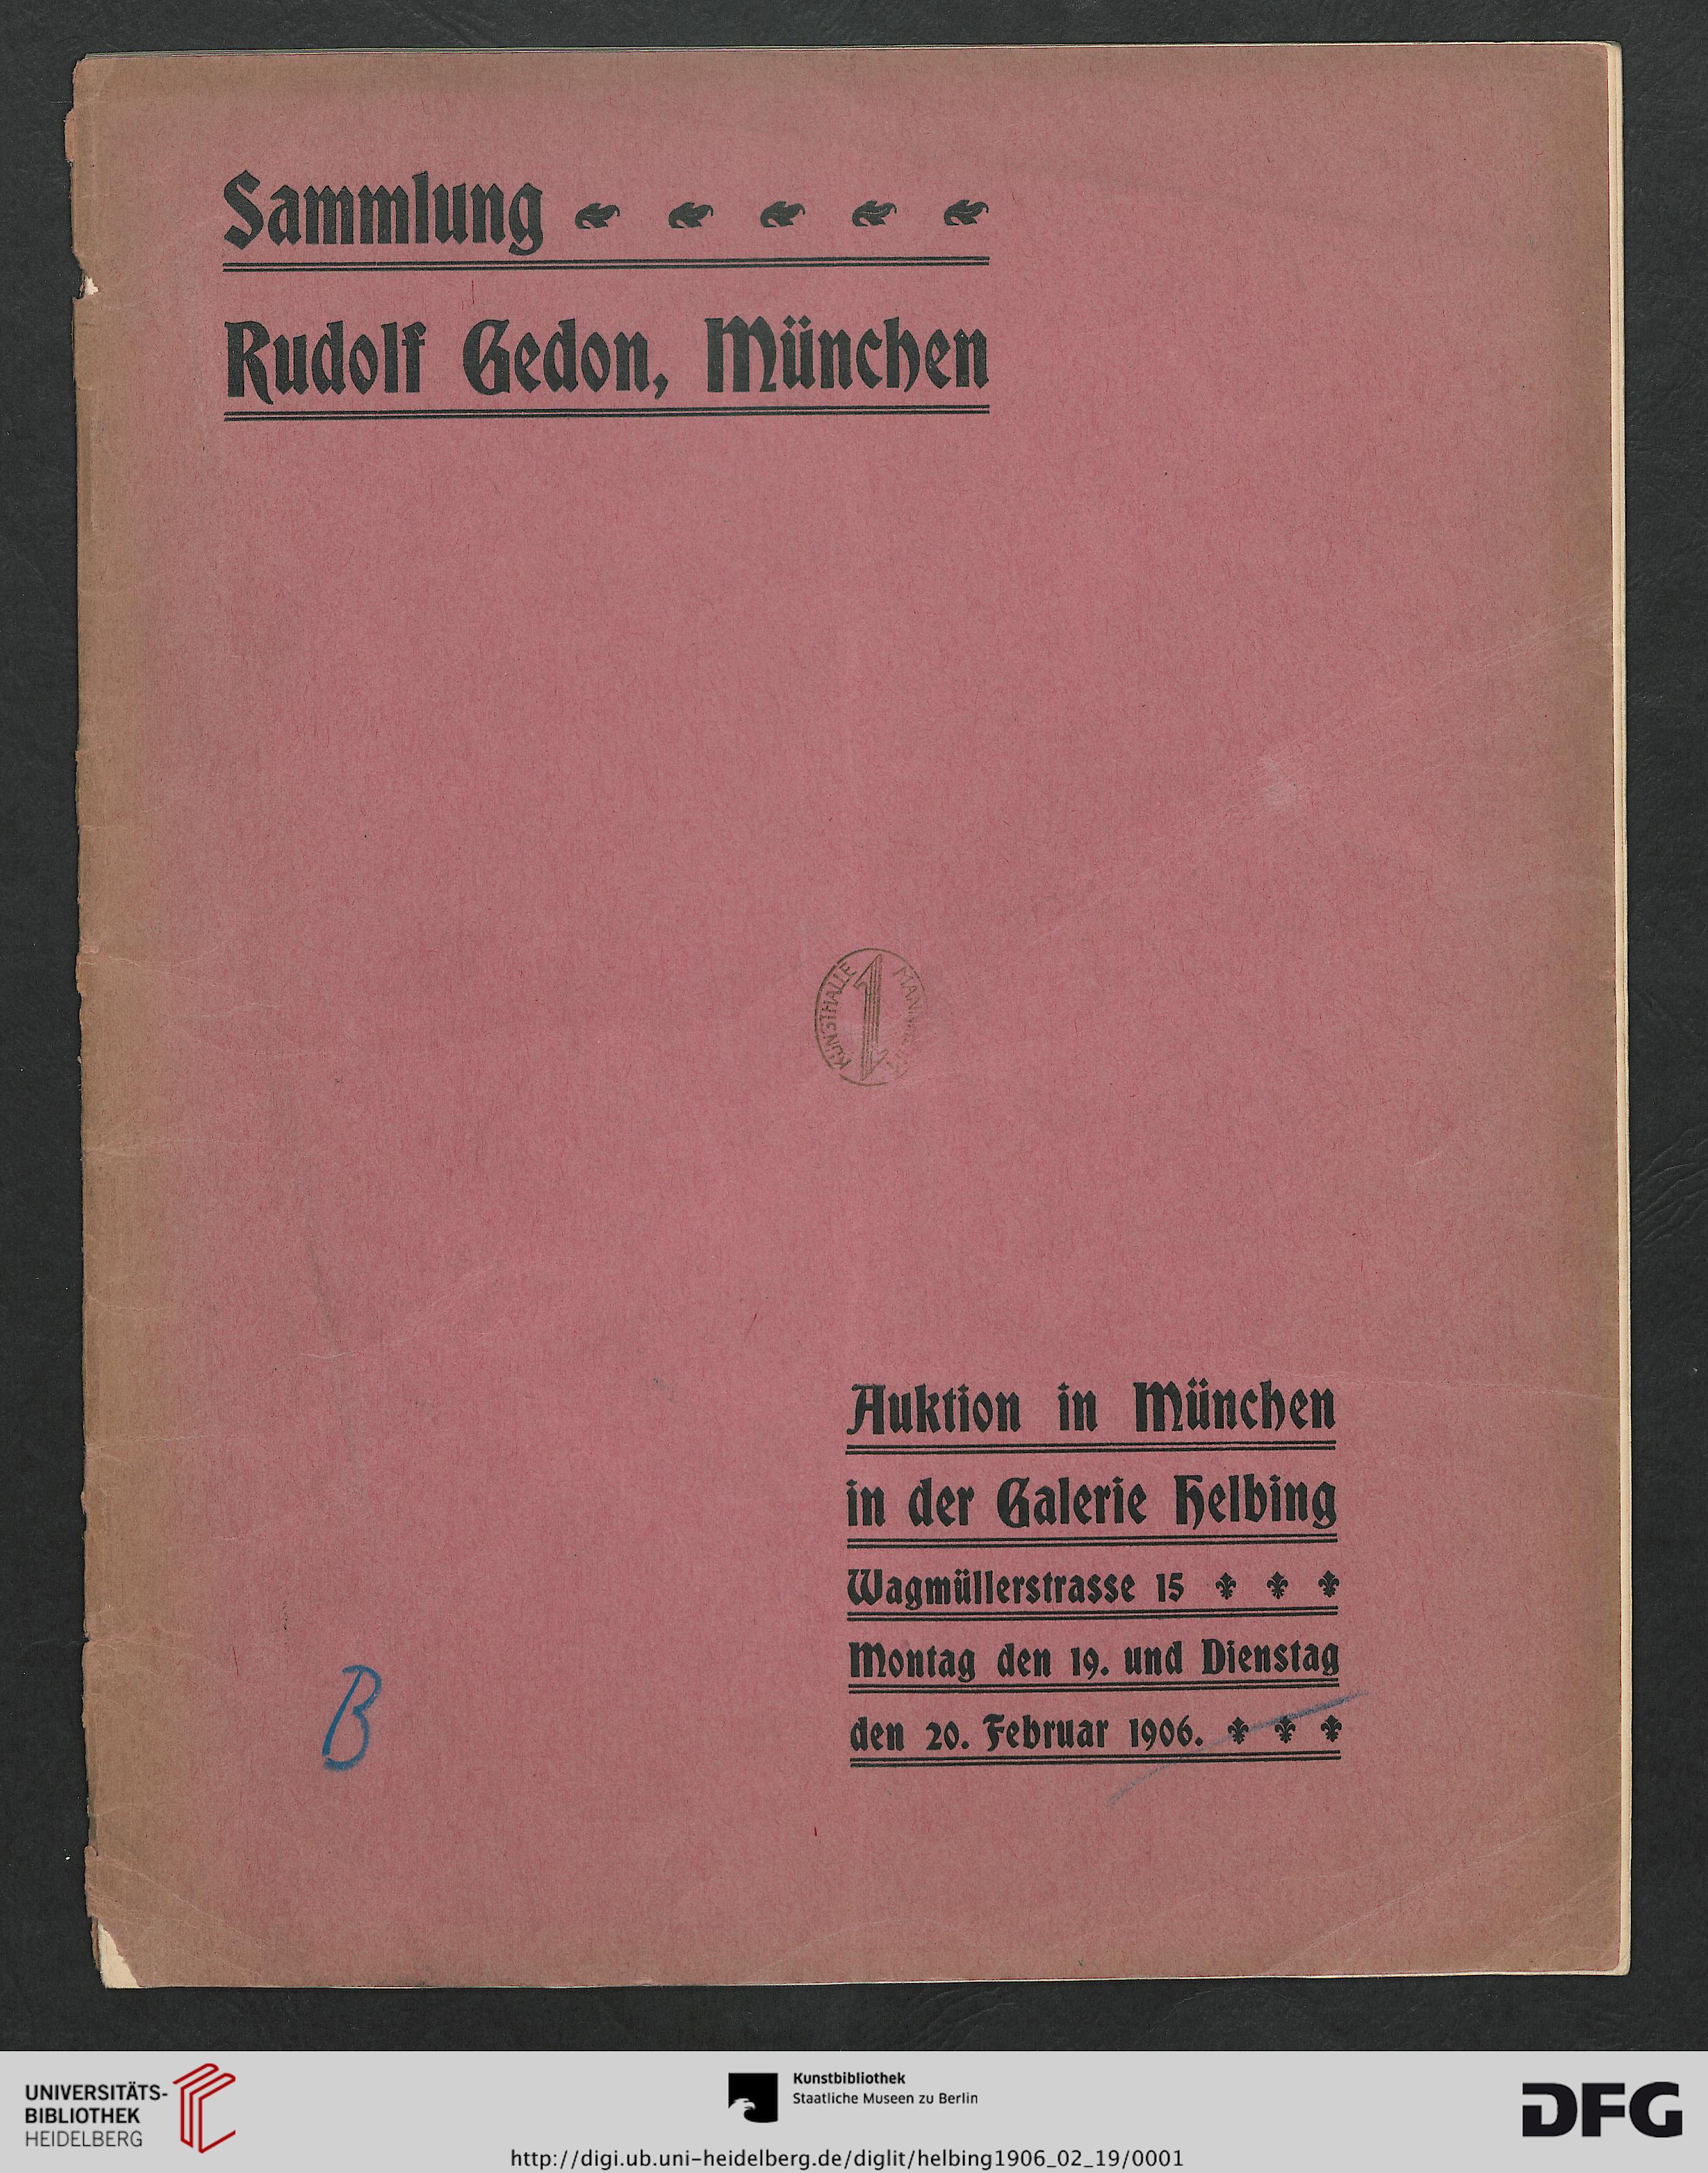 Sammlung
Rudolf Gedon, München
KUNSTHALLE
Auktion in München
in der Galerie Helbing
Wagmüllerstrasse 15
Montag den 19. und Dienstag
den 20. Februar 1906.
B
UNIVERSITÄTS-
BIBLIOTHEK
HEIDELBERG
Kunstbibliothek
Staatliche Museen zu Berlin
DFG
http://digi.ub.uni-heidelberg.de/diglit/helbing1906_02_19/0001